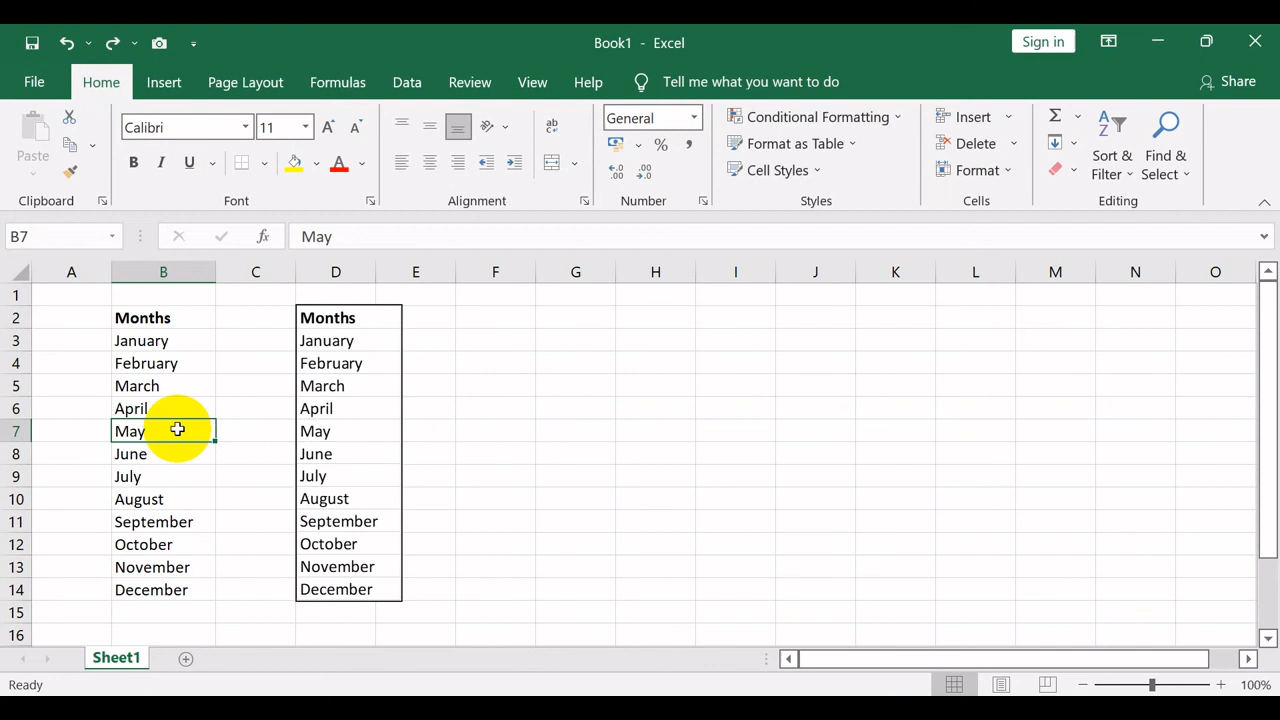 Book1 - Excel
Sign in
File Home Insert Page Layout Formulas Data Review View Help Tell me what you want to do Share
Paste
Calibri 11
B I U
ab
General
% 9
Conditional Formatting
Format as Table
Cell Styles
Insert
Delete
Format
Sort & Filter
Find & Select
Clipboard Font Alignment Number Styles Cells Editing
B7 fx May
A B C D E F G H I J K L M N O
1
2 Months Months
3 January January
4 February February
5 March March
6 April April
7 May May
8 June June
9 July July
10 August August
11 September September
12 October October
13 November November
14 December December
15
16
Sheet1
Ready 100%